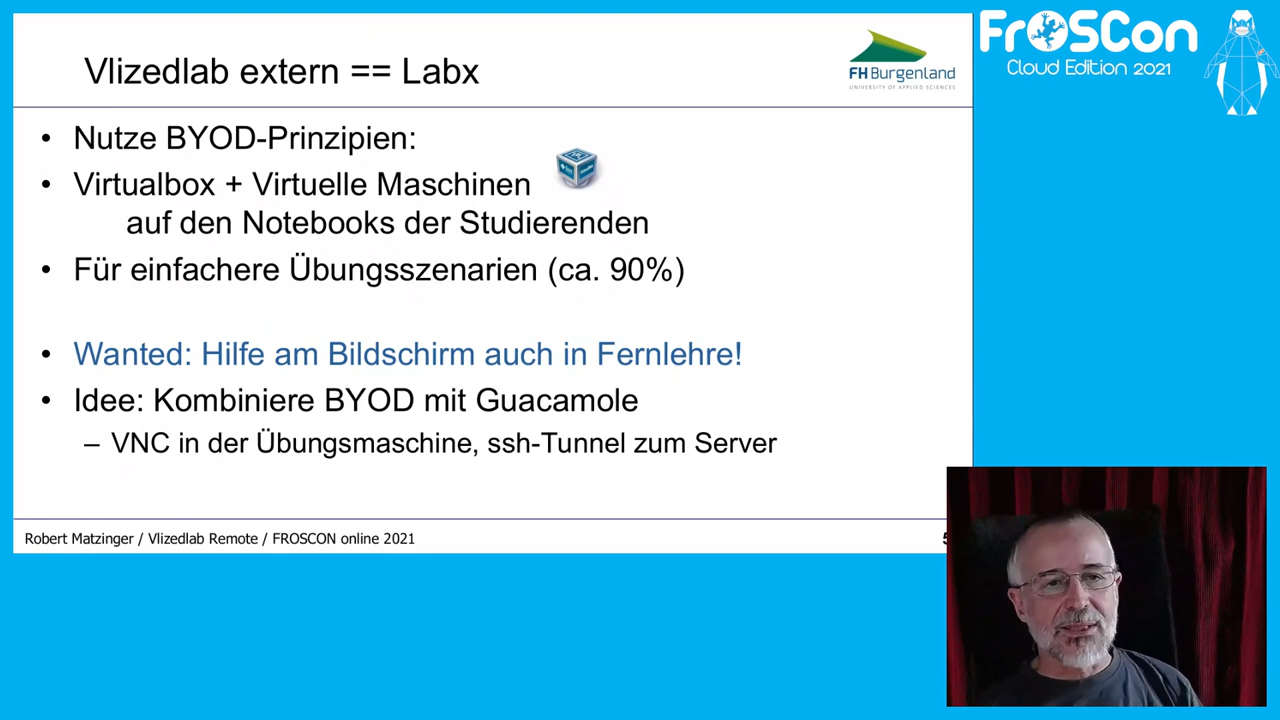 Vlizedlab extern == Labx
FH Burgenland
UNIVERSITY OF APPLIED SCIENCES
FrOSCon
Cloud Edition 2021
• Nutze BYOD-Prinzipien:
• Virtualbox + Virtuelle Maschinen
auf den Notebooks der Studierenden
• Für einfachere Übungsszenarien (ca. 90%)
• Wanted: Hilfe am Bildschirm auch in Fernlehre!
• Idee: Kombiniere BYOD mit Guacamole
– VNC in der Übungsmaschine, ssh-Tunnel zum Server
Robert Matzinger / Vlizedlab Remote / FROSCON online 2021